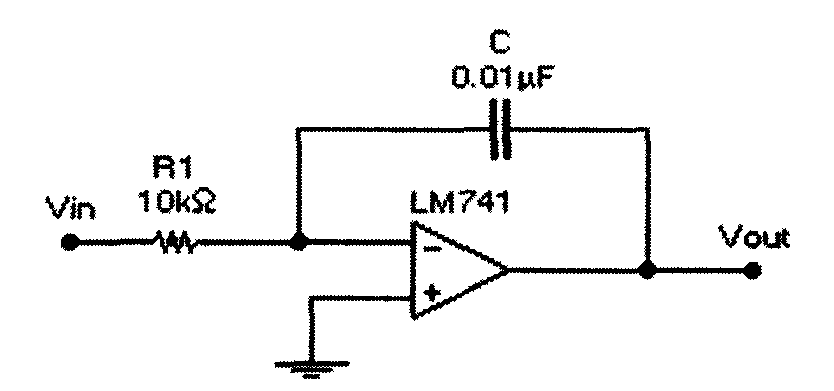 C
0.01µF
R1
10kΩ
Vin
LM741
Vout
−
+